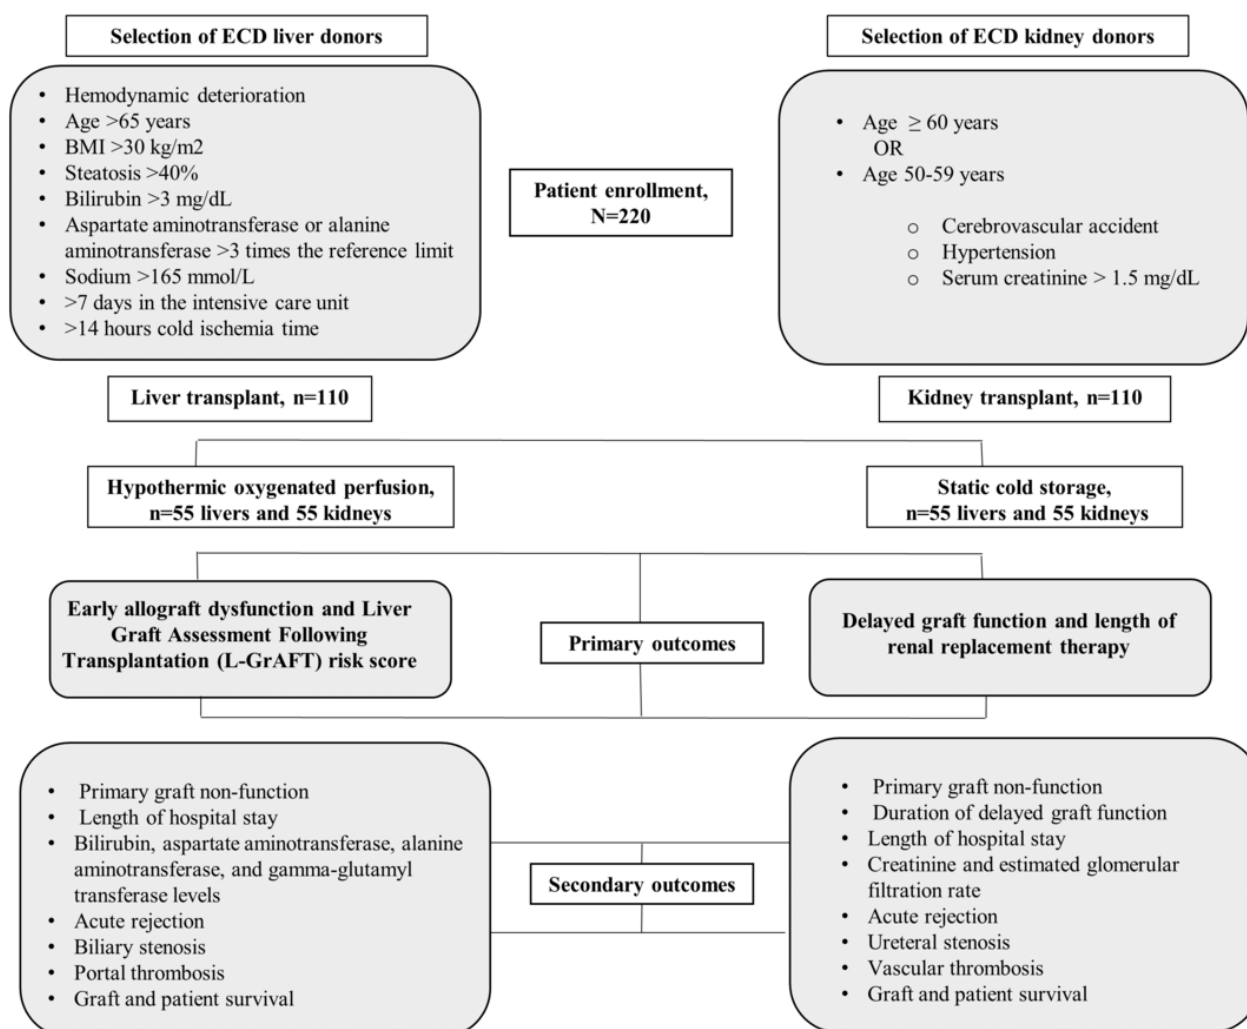 Selection of ECD liver donors
• Hemodynamic deterioration
• Age >65 years
• BMI >30 kg/m2
• Steatosis >40%
• Bilirubin >3 mg/dL
• Aspartate aminotransferase or alanine
aminotransferase >3 times the reference limit
• Sodium >165 mmol/L
• >7 days in the intensive care unit
• >14 hours cold ischemia time
Patient enrollment,
N=220
Selection of ECD kidney donors
• Age ≥ 60 years
OR
• Age 50-59 years
o Cerebrovascular accident
o Hypertension
o Serum creatinine > 1.5 mg/dL
Liver transplant, n=110
Kidney transplant, n=110
Hypothermic oxygenated perfusion,
n=55 livers and 55 kidneys
Static cold storage,
n=55 livers and 55 kidneys
Early allograft dysfunction and Liver
Graft Assessment Following
Transplantation (L-GrAFT) risk score
Primary outcomes
Delayed graft function and length of
renal replacement therapy
• Primary graft non-function
• Length of hospital stay
• Bilirubin, aspartate aminotransferase, alanine
aminotransferase, and gamma-glutamyl
transferase levels
• Acute rejection
• Biliary stenosis
• Portal thrombosis
• Graft and patient survival
Secondary outcomes
• Primary graft non-function
• Duration of delayed graft function
• Length of hospital stay
• Creatinine and estimated glomerular
filtration rate
• Acute rejection
• Ureteral stenosis
• Vascular thrombosis
• Graft and patient survival